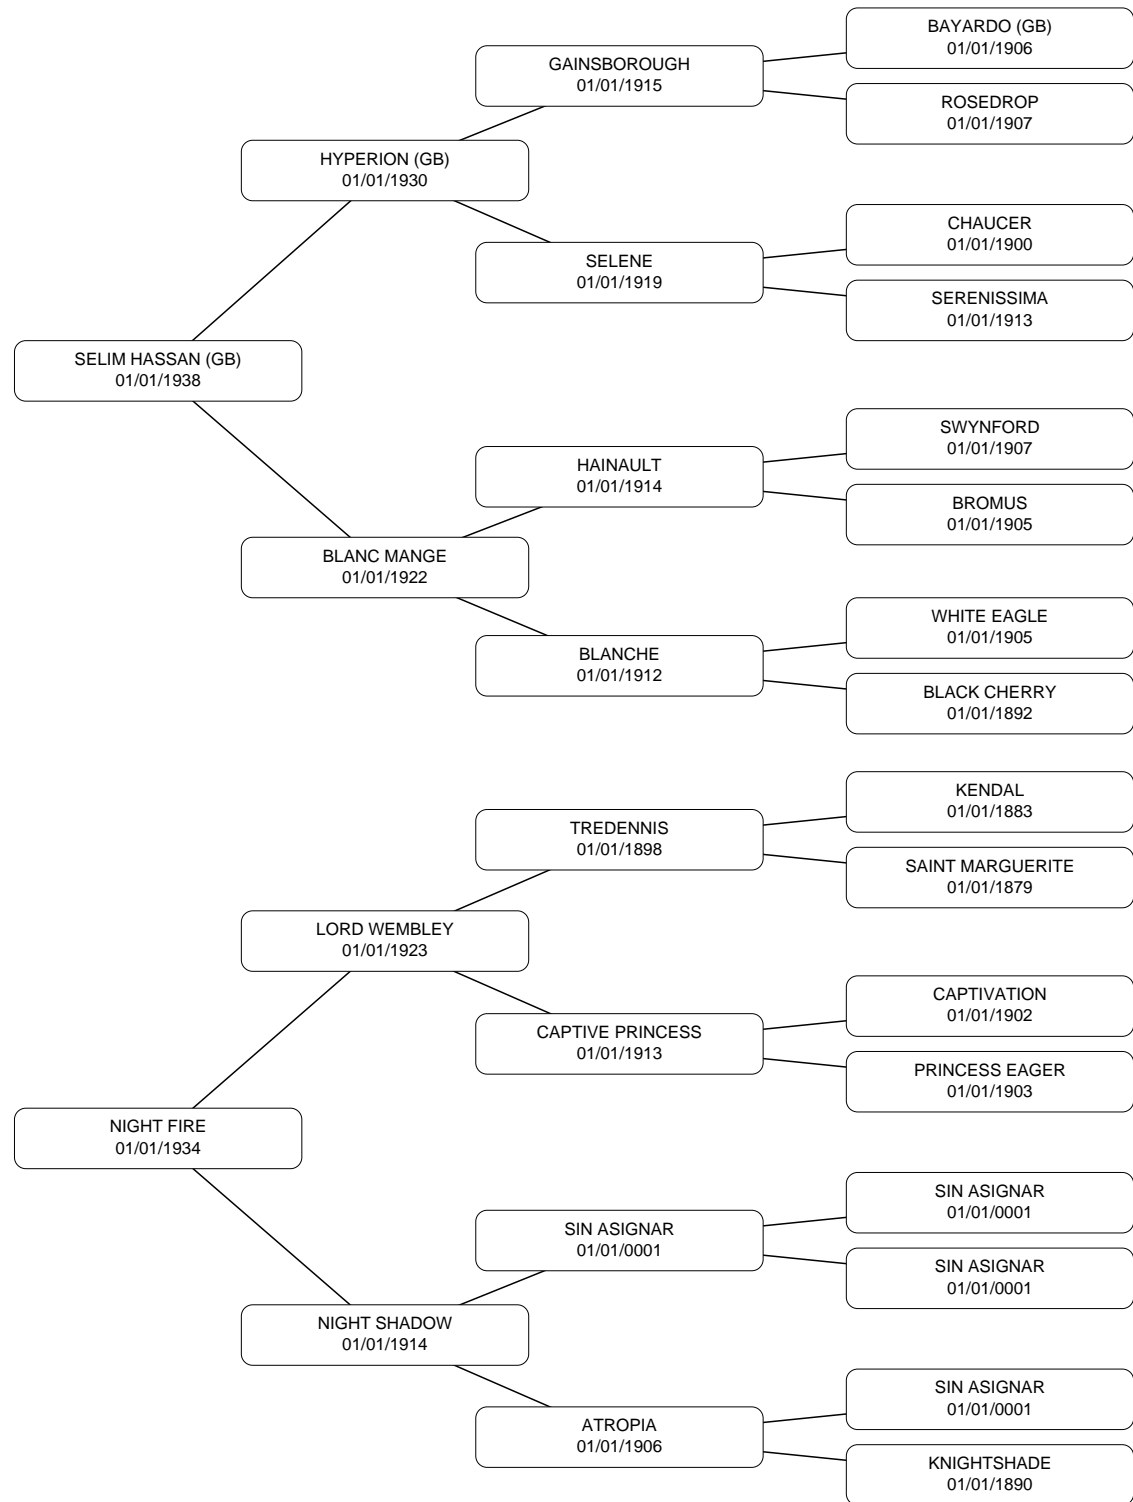 BAYARDO (GB)
01/01/1906
GAINSBOROUGH
01/01/1915
ROSEDROP
01/01/1907
HYPERION (GB)
01/01/1930
CHAUCER
01/01/1900
SELENE
01/01/1919
SERENISSIMA
01/01/1913
SELIM HASSAN (GB)
01/01/1938
SWYNFORD
01/01/1907
HAINAULT
01/01/1914
BROMUS
01/01/1905
BLANC MANGE
01/01/1922
WHITE EAGLE
01/01/1905
BLANCHE
01/01/1912
BLACK CHERRY
01/01/1892
KENDAL
01/01/1883
TREDENNIS
01/01/1898
SAINT MARGUERITE
01/01/1879
LORD WEMBLEY
01/01/1923
CAPTIVATION
01/01/1902
CAPTIVE PRINCESS
01/01/1913
PRINCESS EAGER
01/01/1903
NIGHT FIRE
01/01/1934
SIN ASIGNAR
01/01/0001
SIN ASIGNAR
01/01/0001
SIN ASIGNAR
01/01/0001
NIGHT SHADOW
01/01/1914
SIN ASIGNAR
01/01/0001
ATROPIA
01/01/1906
KNIGHTSHADE
01/01/1890